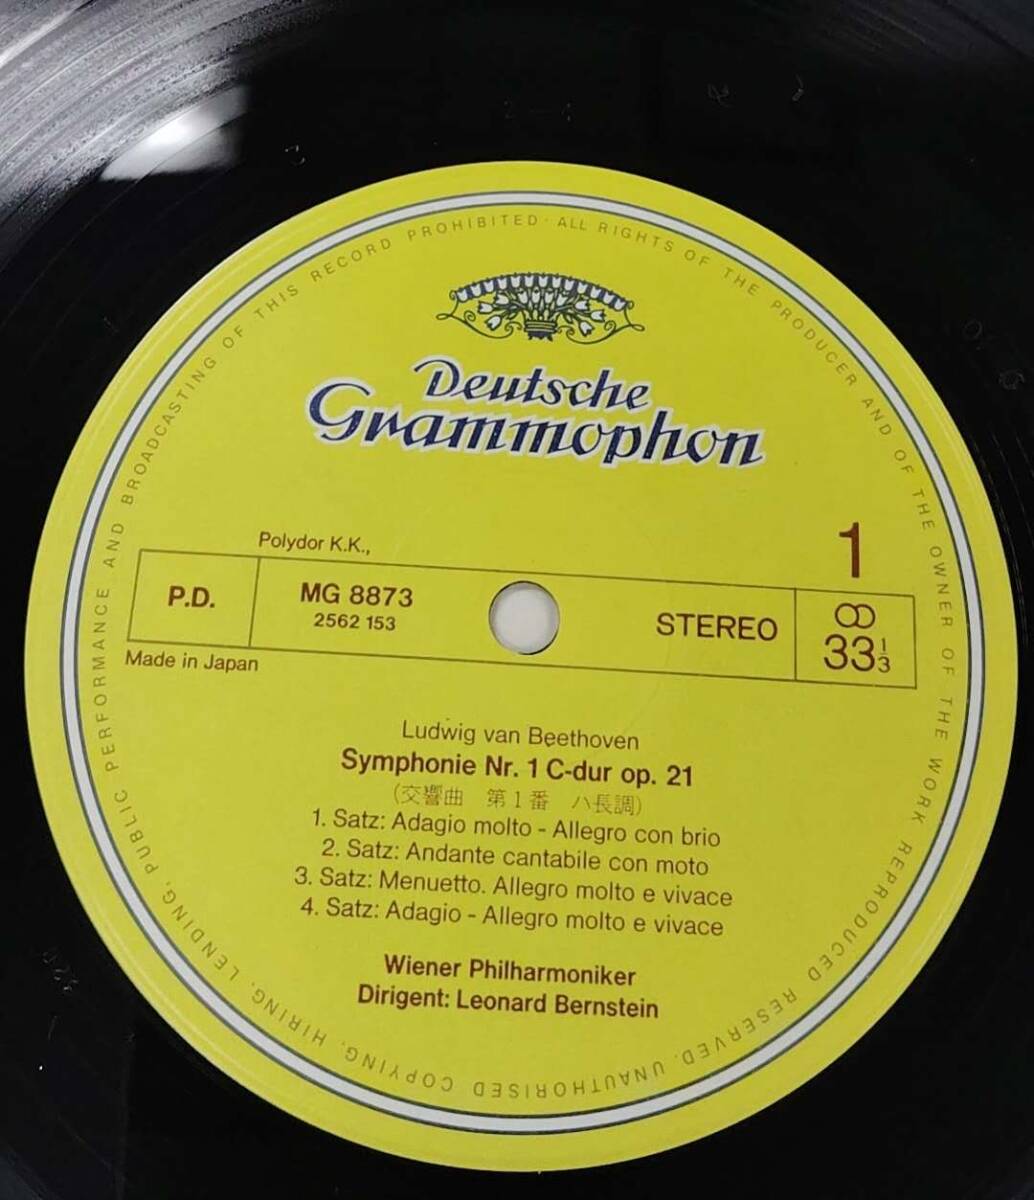 PUBLIC PERFORMANCE AND BROADCASTING OF THIS RECORD PROHIBITED · ALL RIGHTS OF THE PRODUCER AND OF THE OWNER OF THE WORK REPRODUCED RESERVED. UNAUTHORISED COPYING, HIRING, LENDING,
Deutsche
Grammophon
Polydor K.K.,
1
P.D.
MG 8873
2562 153
STEREO
33 1/3
Made in Japan
Ludwig van Beethoven
Symphonie Nr. 1 C-dur op. 21
(交響曲 第1番 ハ長調)
1. Satz: Adagio molto - Allegro con brio
2. Satz: Andante cantabile con moto
3. Satz: Menuetto. Allegro molto e vivace
4. Satz: Adagio - Allegro molto e vivace
Wiener Philharmoniker
Dirigent: Leonard Bernstein